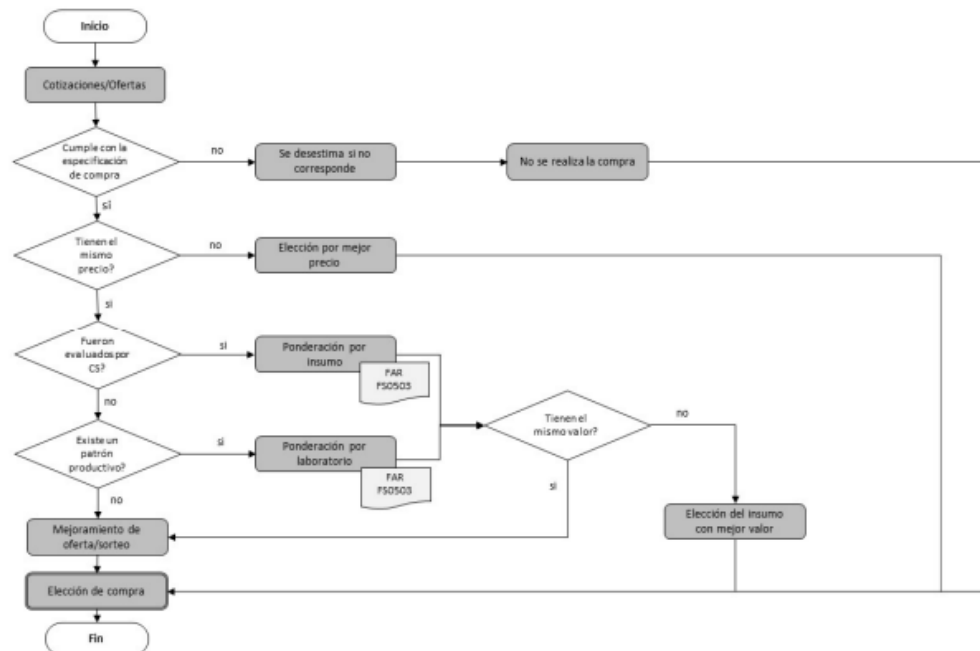 Inicio
Cotizaciones/Ofertas
Cumple con la
especificación
de compra
no
Se desestima si no
corresponde
No se realiza la compra
sí
Tienen el
mismo
precio?
no
Elección por mejor
precio
si
Fueron
evaluados por
CS?
si
Ponderación por
insumo
FAR
FS0503
no
Existe un
patrón
productivo?
si
Ponderación por
laboratorio
FAR
FS0503
Tienen el
mismo valor?
no
si
Elección del insumo
con mejor valor
no
Mejoramiento de
oferta/sorteo
Elección de compra
Fin